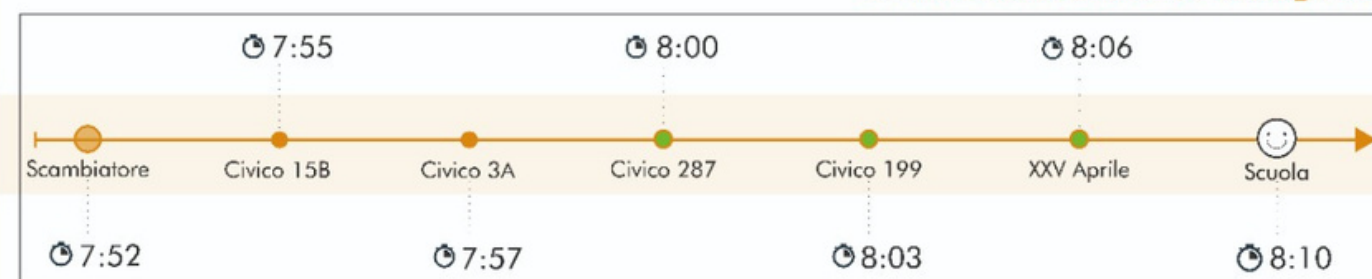 7:55
8:00
8:06
Scambiatore
Civico 15B
Civico 3A
Civico 287
Civico 199
XXV Aprile
Scuola
7:52
7:57
8:03
8:10